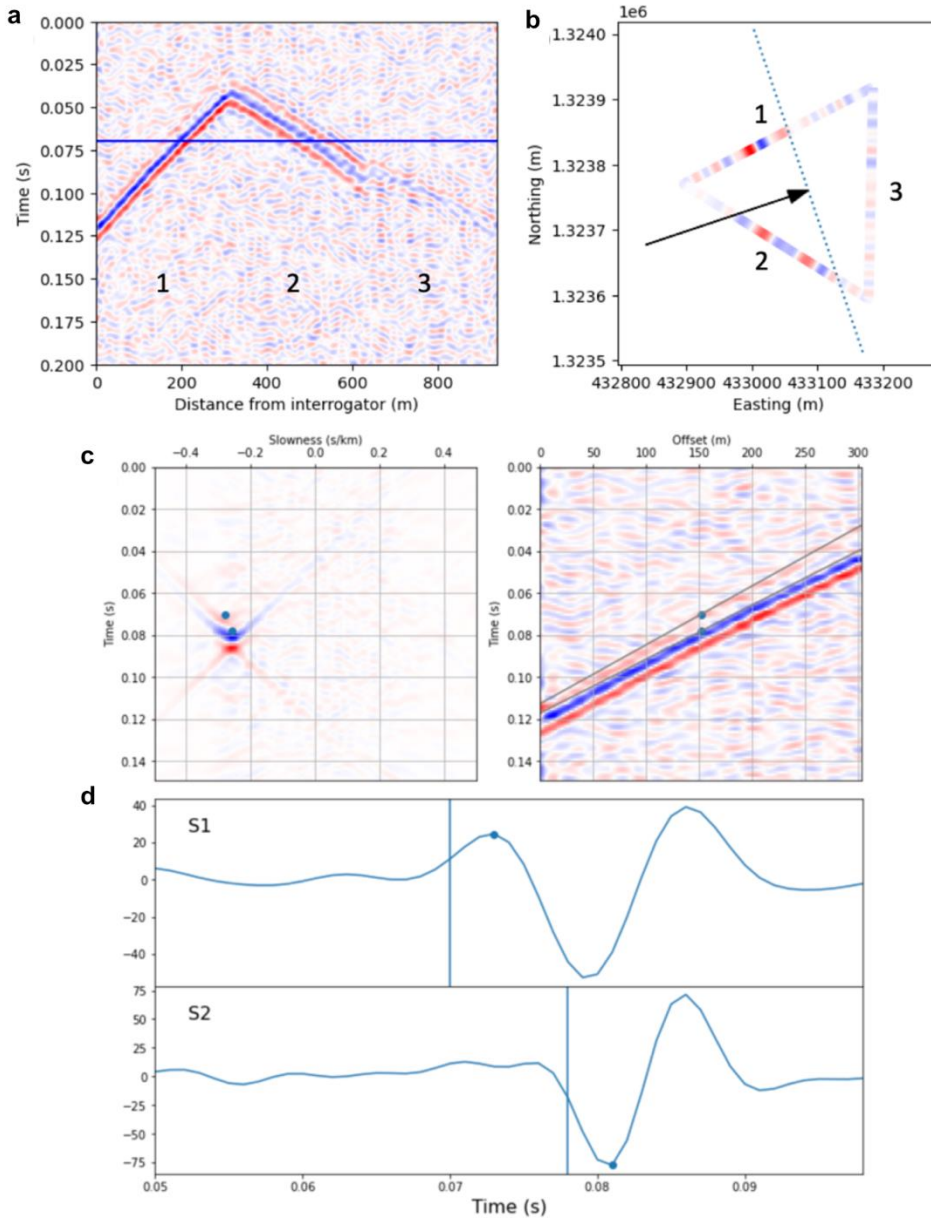 a
0.000
0.025
0.050
0.075
0.100
0.125
0.150
0.175
0.200
Time (s)
1
2
3
0
200
400
600
800
Distance from interrogator (m)
b
1e6
1.32402
1.3239
1.3238
1.3237
1.3236
1.3235
Northing (m)
1
2
3
432800 432900 433000 433100 433200
Easting (m)
c
Slowness (s/km)
−0.4 −0.2 0.0 0.2 0.4
0.00
0.02
0.04
0.06
0.08
0.10
0.12
0.14
Time (s)
Offset (m)
0 50 100 150 200 250 300
0.00
0.02
0.04
0.06
0.08
0.10
0.12
0.14
Time (s)
d
S1
40
20
0
−20
−40
S2
75
50
25
0
−25
−50
−75
0.05 0.06 0.07 0.08 0.09
Time (s)